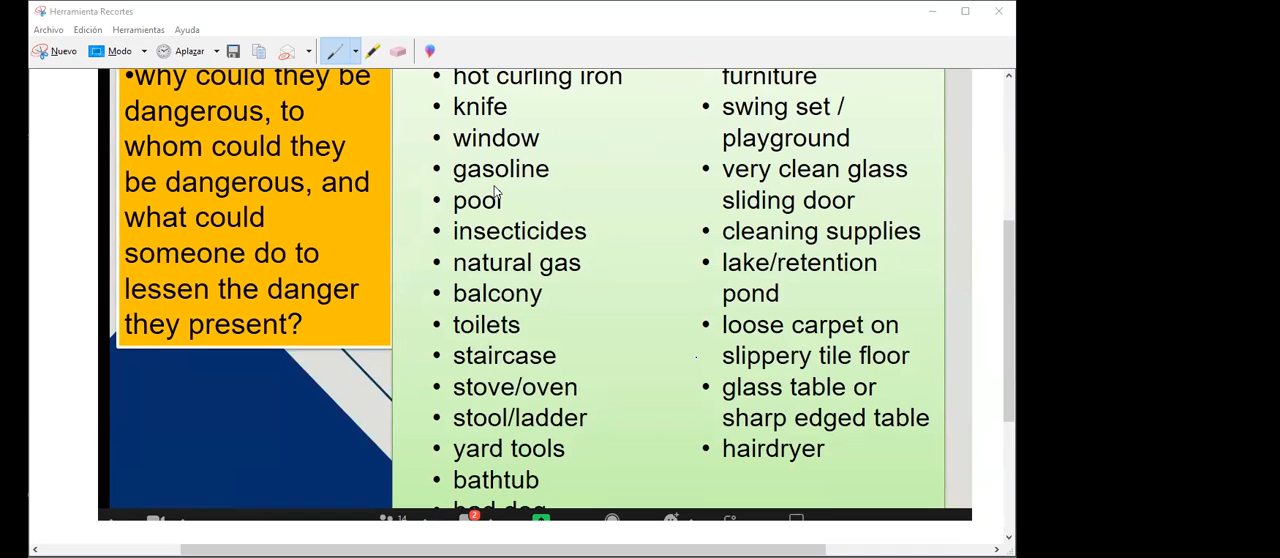 Herramienta Recortes
Archivo Edición Herramientas Ayuda
Nuevo Modo Aplazar
•why could they be
dangerous, to
whom could they
be dangerous, and
what could
someone do to
lessen the danger
they present?
• hot curling iron
• knife
• window
• gasoline
• pool
• insecticides
• natural gas
• balcony
• toilets
• staircase
• stove/oven
• stool/ladder
• yard tools
• bathtub
furniture
• swing set /
playground
• very clean glass
sliding door
• cleaning supplies
• lake/retention
pond
• loose carpet on
slippery tile floor
• glass table or
sharp edged table
• hairdryer
14
2